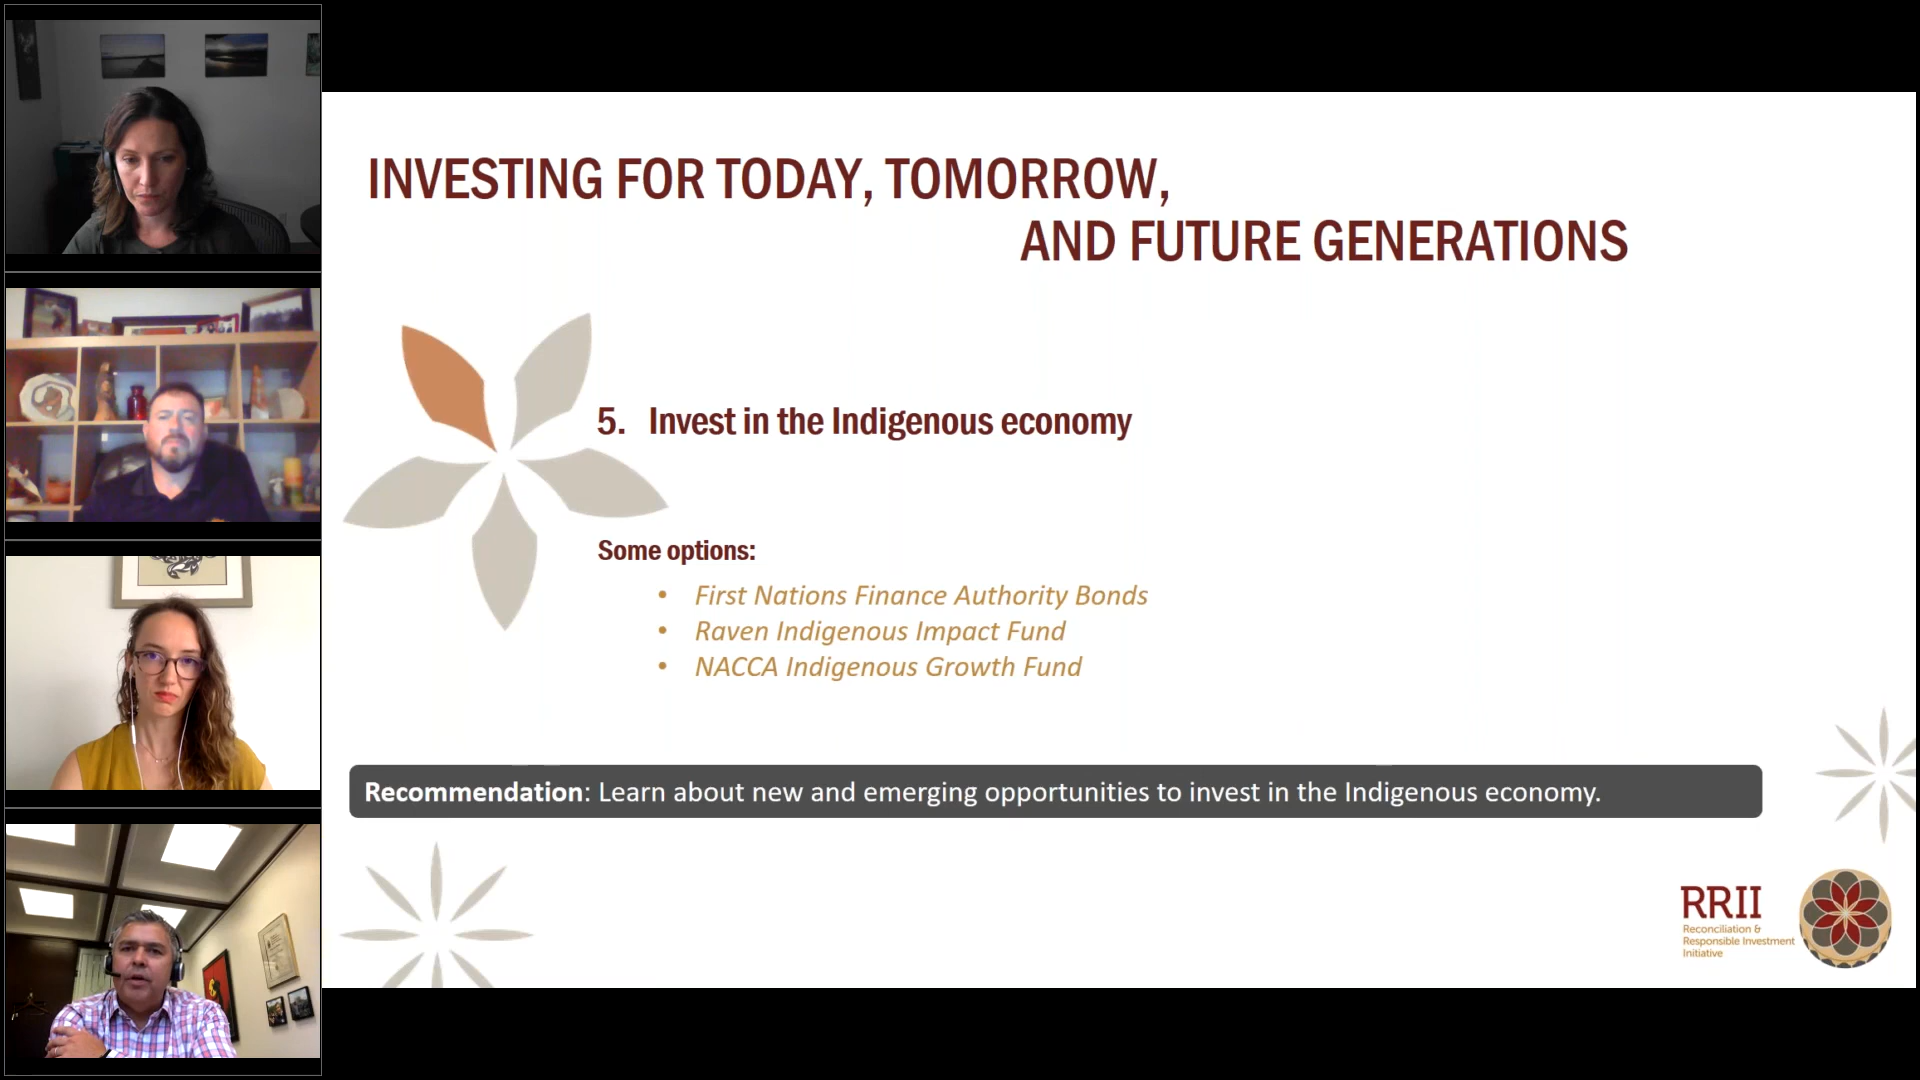 INVESTING FOR TODAY, TOMORROW,
AND FUTURE GENERATIONS
5. Invest in the Indigenous economy
Some options:
• First Nations Finance Authority Bonds
• Raven Indigenous Impact Fund
• NACCA Indigenous Growth Fund
Recommendation: Learn about new and emerging opportunities to invest in the Indigenous economy.
RRII
Reconciliation &
Responsible Investment
Initiative